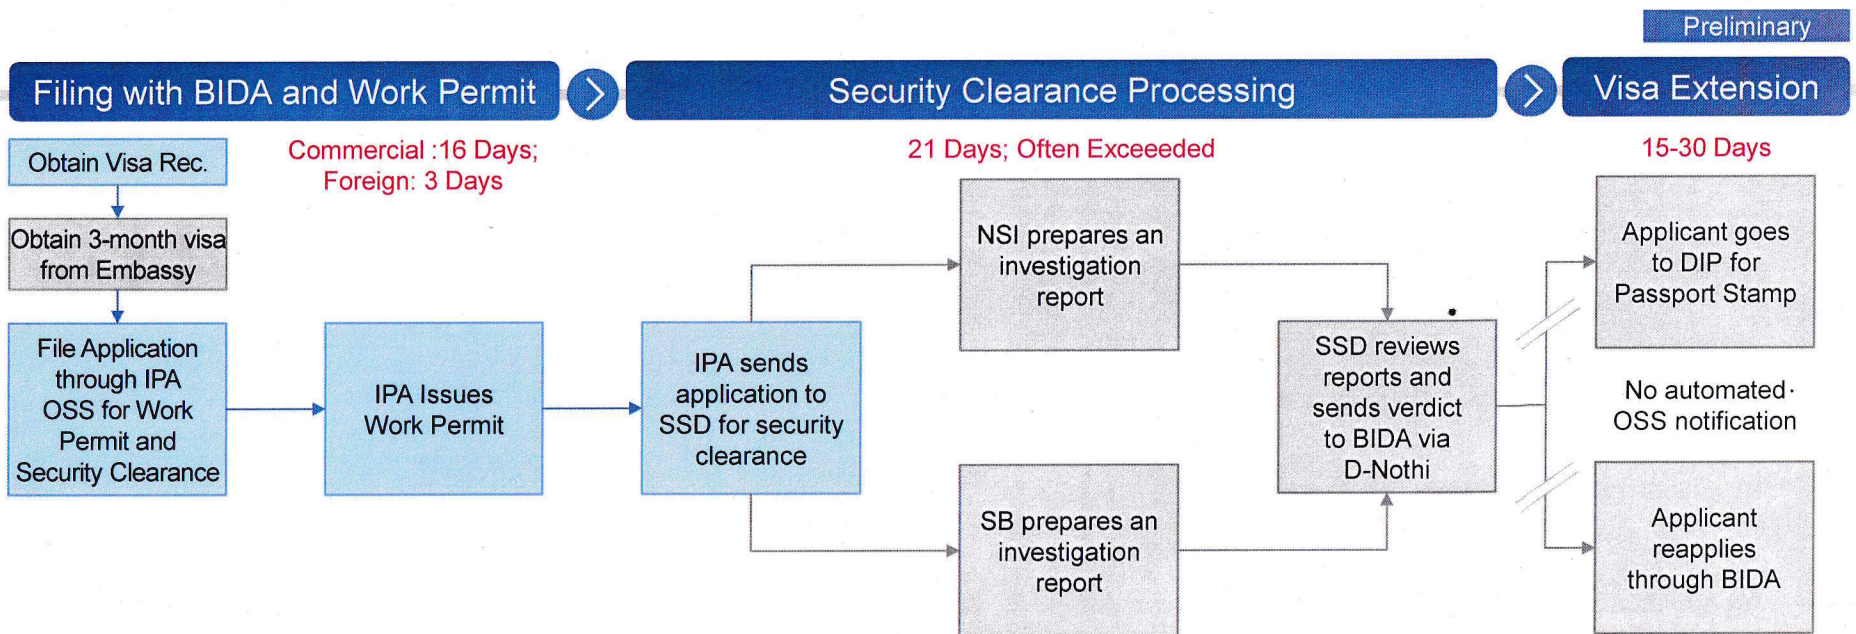 Preliminary
Filing with BIDA and Work Permit
Security Clearance Processing
Visa Extension
Obtain Visa Rec.
Commercial :16 Days;
Foreign: 3 Days
21 Days; Often Exceeeded
15-30 Days
Obtain 3-month visa
from Embassy
File Application
through IPA
OSS for Work
Permit and
Security Clearance
IPA Issues
Work Permit
IPA sends
application to
SSD for security
clearance
NSI prepares an
investigation
report
SB prepares an
investigation
report
SSD reviews
reports and
sends verdict
to BIDA via
D-Nothi
Applicant goes
to DIP for
Passport Stamp
No automated
OSS notification
Applicant
reapplies
through BIDA